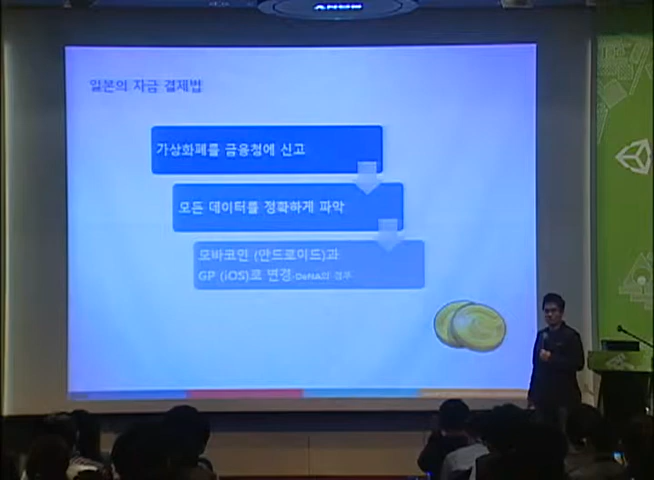 일본의 자금 결제법
가상화폐를 금융청에 신고
모든 데이터를 정확하게 파악
모바코인 (안드로이드)과
GP (iOS)로 변경-DeNA의 경우